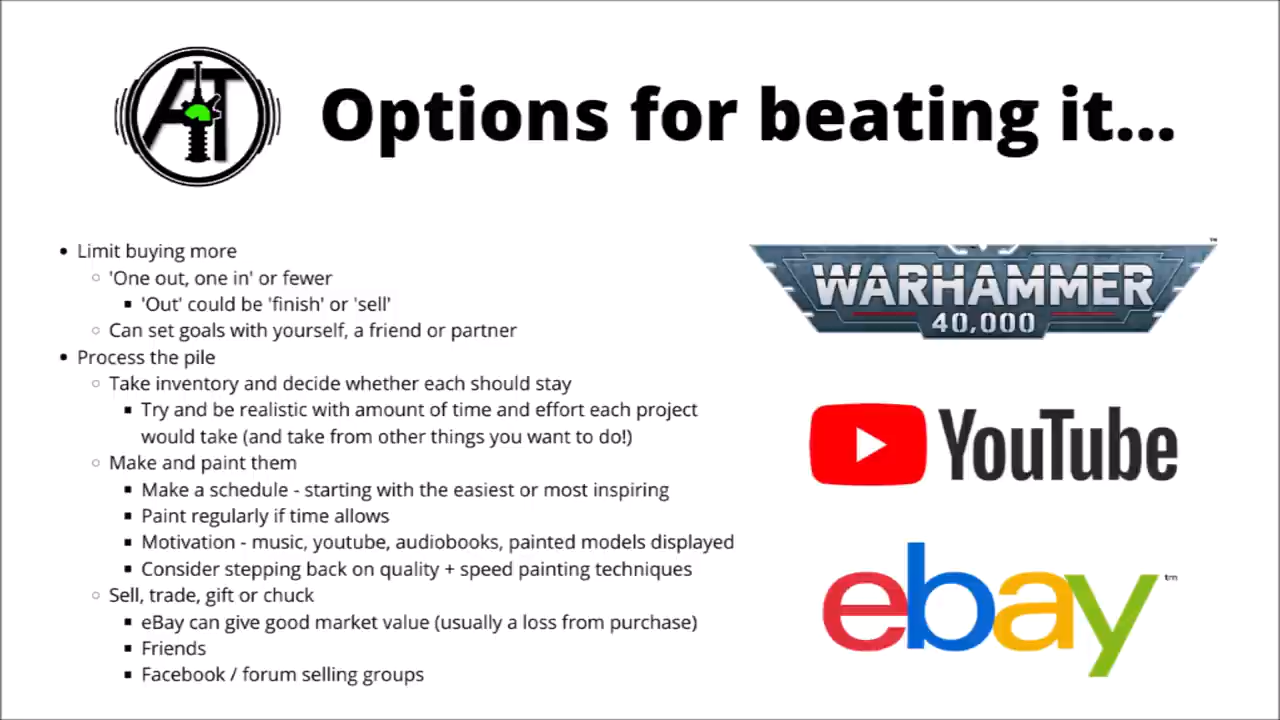 AT
Options for beating it...
• Limit buying more
○ 'One out, one in' or fewer
▪ 'Out' could be 'finish' or 'sell'
○ Can set goals with yourself, a friend or partner
• Process the pile
○ Take inventory and decide whether each should stay
▪ Try and be realistic with amount of time and effort each project
would take (and take from other things you want to do!)
○ Make and paint them
▪ Make a schedule - starting with the easiest or most inspiring
▪ Paint regularly if time allows
▪ Motivation - music, youtube, audiobooks, painted models displayed
▪ Consider stepping back on quality + speed painting techniques
○ Sell, trade, gift or chuck
▪ eBay can give good market value (usually a loss from purchase)
▪ Friends
▪ Facebook / forum selling groups
WARHAMMER™
40,000
YouTube
ebay™